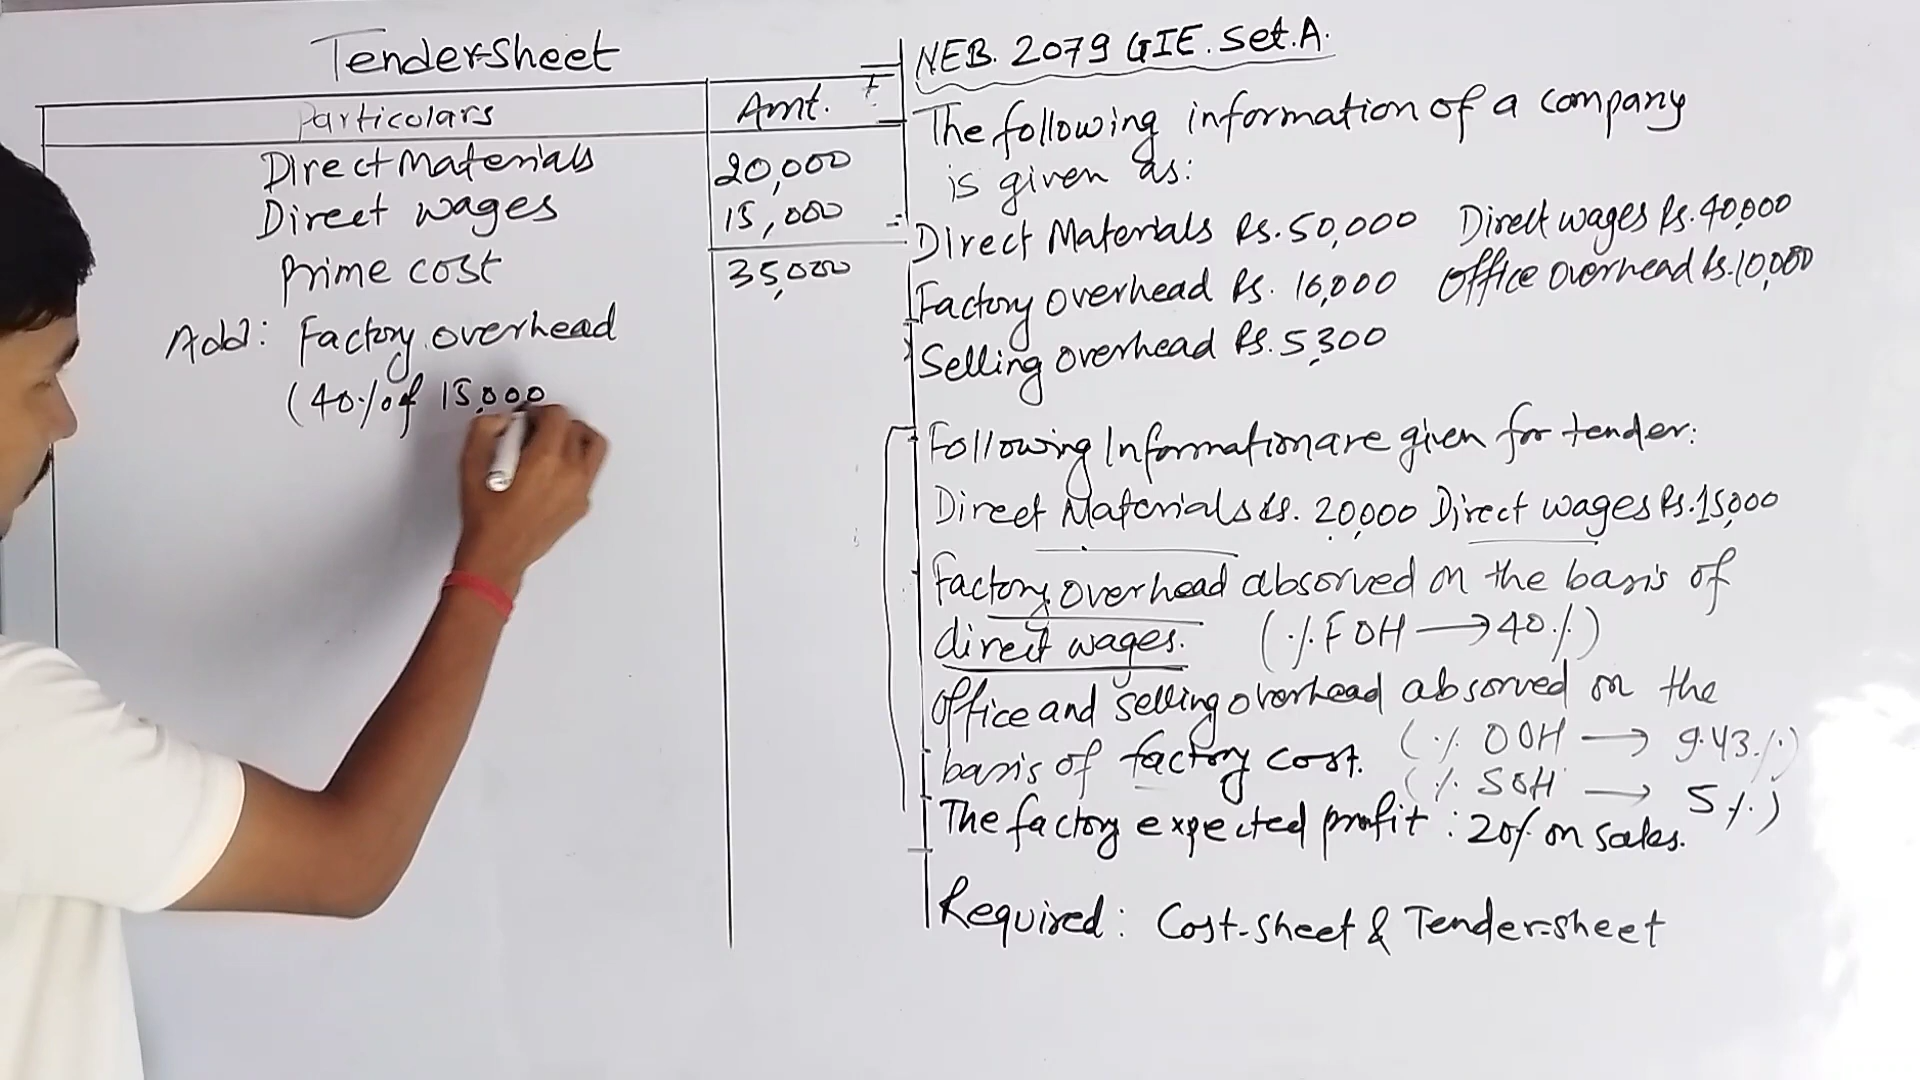 Tender-Sheet
Particulars Amt.
Direct Materials 20,000
Direct wages 15,000
Prime cost 35,000
Add: Factory overhead
(40% of 15,000
NEB. 2079 GIE. Set.A.
The following information of a company
is given as:
Direct Materials Rs. 50,000 Direct wages Rs. 40,000
Factory overhead Rs. 16,000 Office overhead Rs. 10,000
Selling overhead Rs. 5,300
Following Information are given for tender:
Direct Materials Rs. 20,000 Direct wages Rs. 15,000
Factory overhead absorved on the basis of
direct wages. (% FOH → 40%)
Office and selling overhead absorved on the
basis of factory cost. (% OOH → 9.43%)
(% SOH → 5%)
The factory expected profit: 20% on sales.
Required: Cost-sheet & Tender-sheet